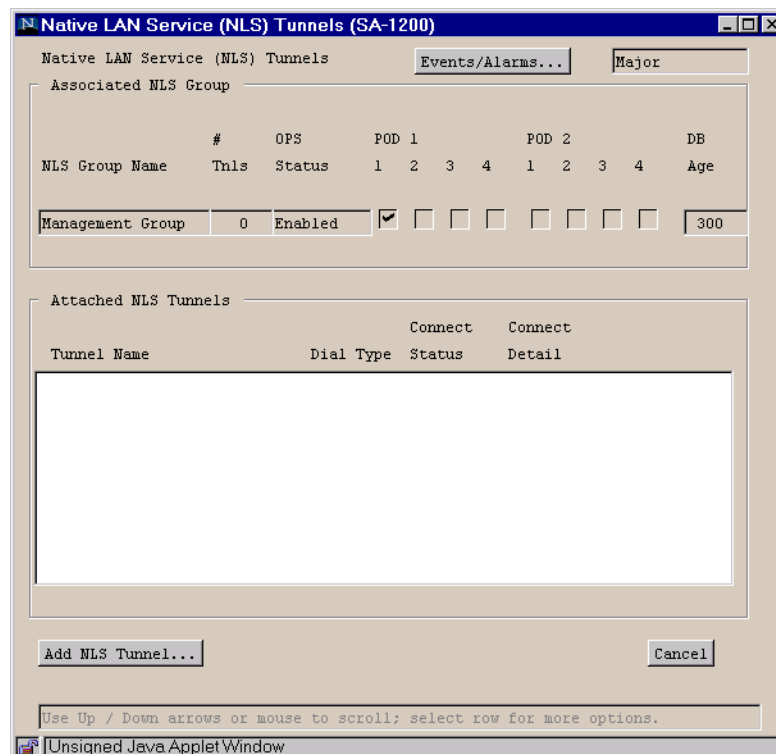 Native LAN Service (NLS) Tunnels (SA-1200)
Native LAN Service (NLS) Tunnels Events/Alarms... Major
Associated NLS Group
# OPS POD 1 POD 2 DB
NLS Group Name Tnls Status 1 2 3 4 1 2 3 4 Age
Management Group 0 Enabled 300
Attached NLS Tunnels
Connect Connect
Tunnel Name Dial Type Status Detail
Add NLS Tunnel... Cancel
Use Up / Down arrows or mouse to scroll; select row for more options.
Unsigned Java Applet Window